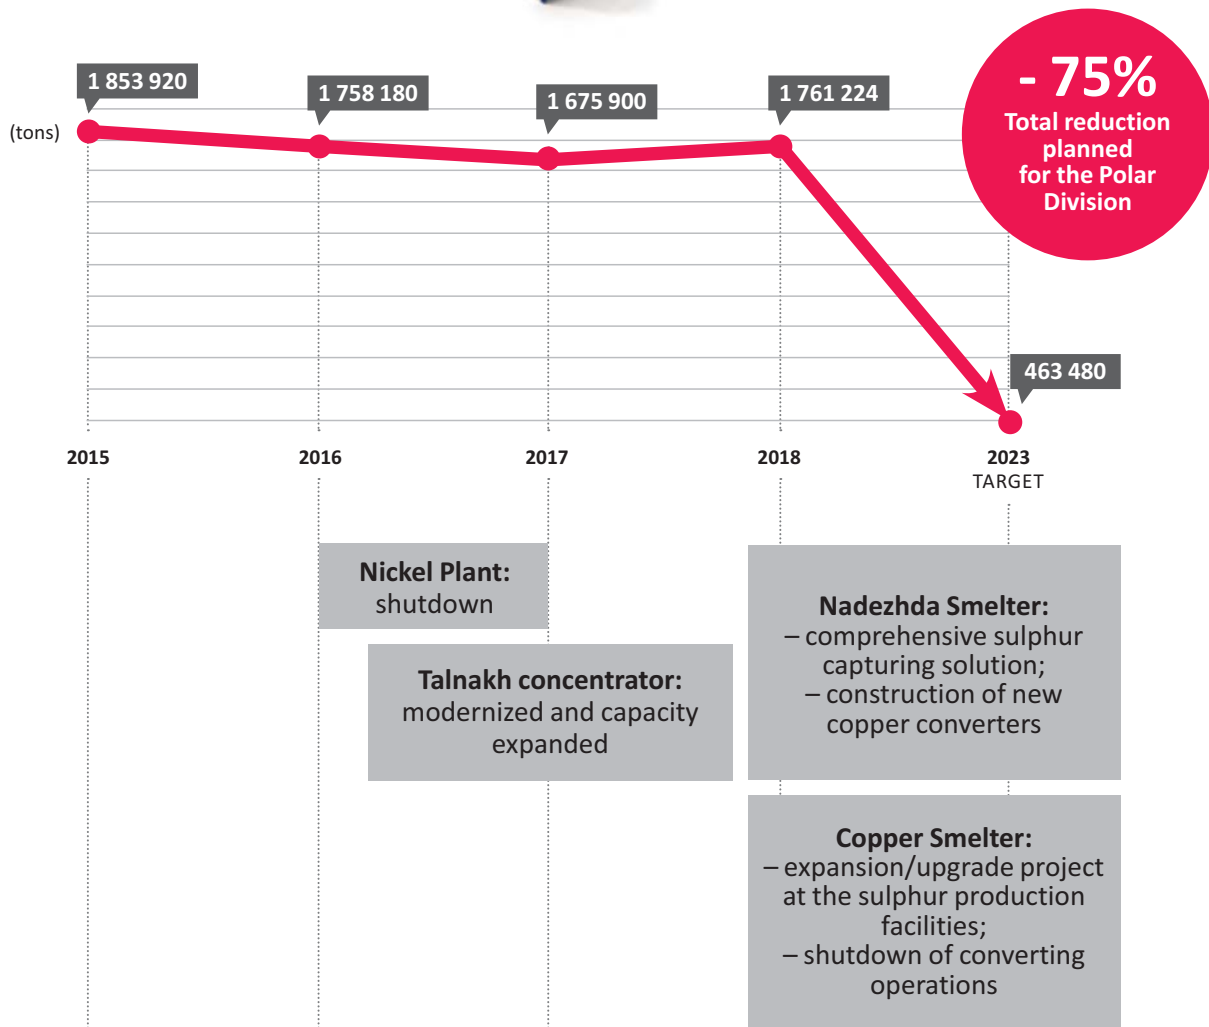 1 853 920
1 758 180
1 675 900
1 761 224
- 75%
Total reduction
planned
for the Polar
Division
(tons)
463 480
2015
2016
2017
2018
2023
TARGET
Nickel Plant:
shutdown
Talnakh concentrator:
modernized and capacity
expanded
Nadezhda Smelter:
– comprehensive sulphur
capturing solution;
– construction of new
copper converters
Copper Smelter:
– expansion/upgrade project
at the sulphur production
facilities;
– shutdown of converting
operations